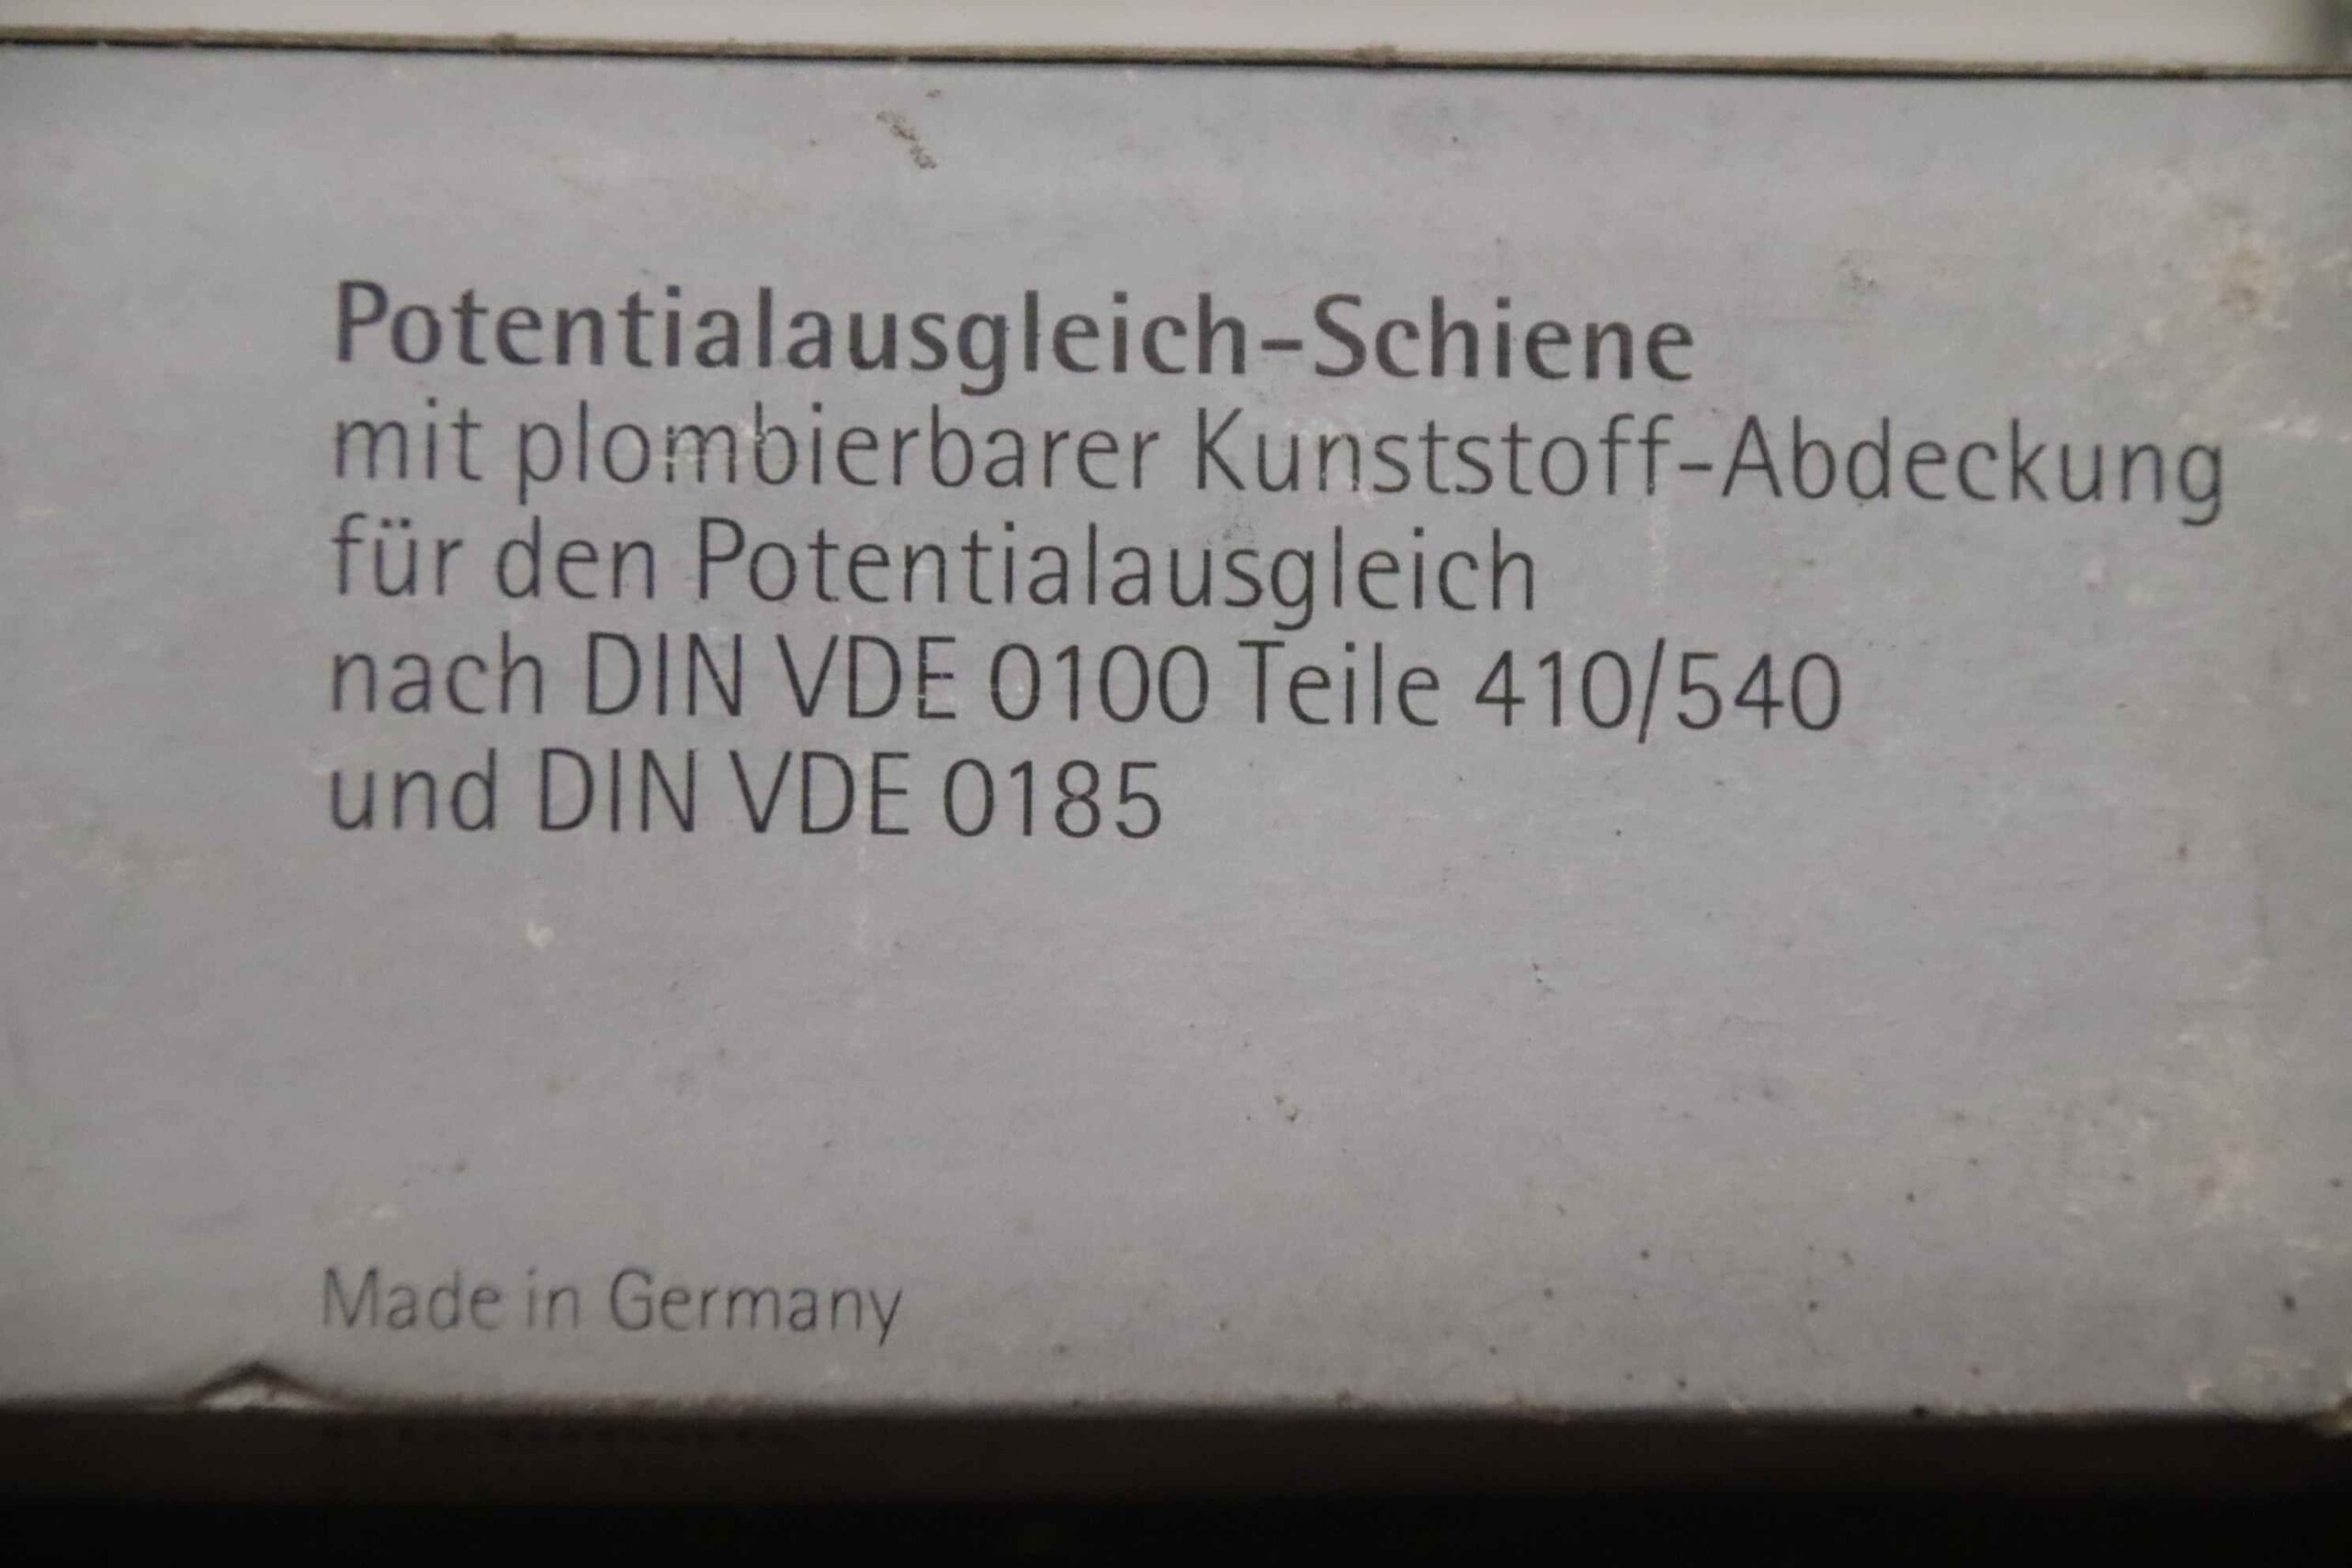 Potentialausgleich-Schiene
mit plombierbarer Kunststoff-Abdeckung
für den Potentialausgleich
nach DIN VDE 0100 Teile 410/540
und DIN VDE 0185
Made in Germany